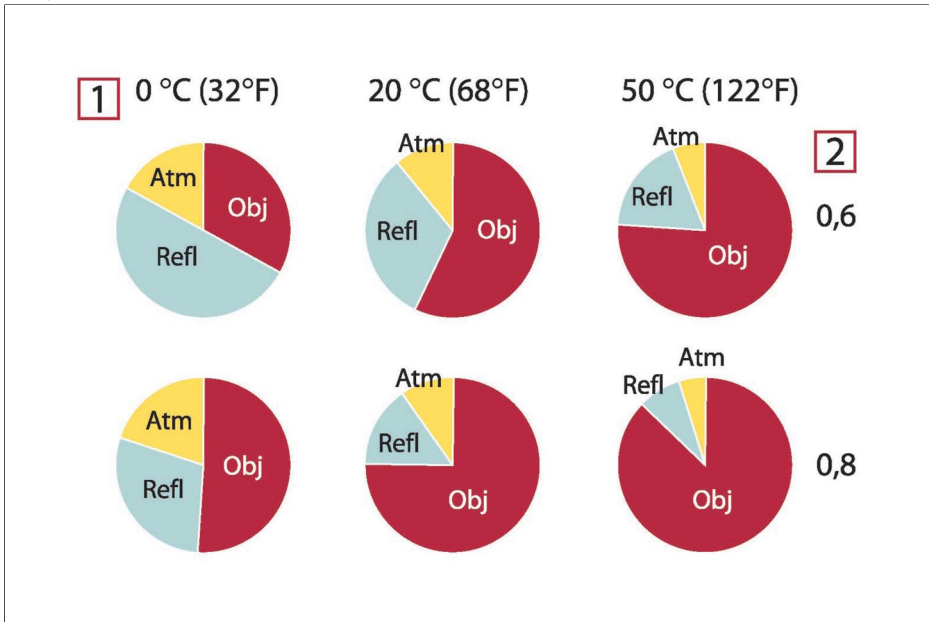 1 0 °C (32°F) 20 °C (68°F) 50 °C (122°F)
Atm Obj Refl
Atm Refl Obj
Atm Refl Obj
2
0,6
Atm Obj Refl
Atm Refl Obj
Atm Refl Obj
0,8